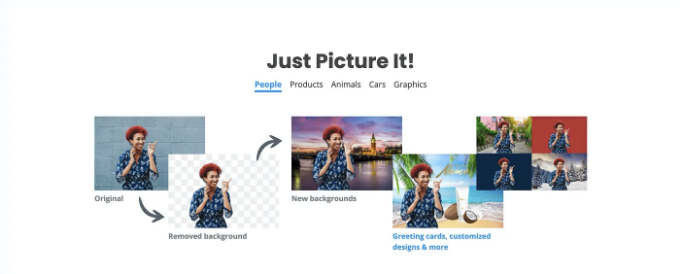 Just Picture It!
People Products Animals Cars Graphics
Original
Removed background
New backgrounds
Greeting cards, customized
designs & more